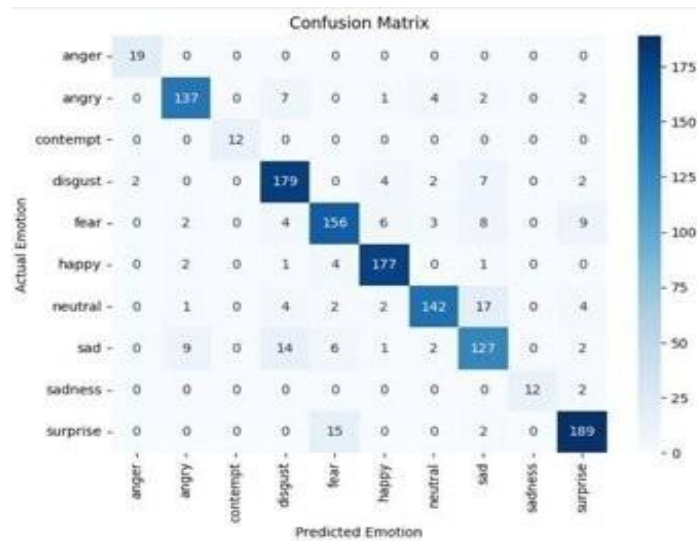 Confusion Matrix
anger 19 0 0 0 0 0 0 0 0 0
angry 0 137 0 7 0 1 4 2 0 2
contempt 0 0 12 0 0 0 0 0 0 0
disgust 2 0 0 179 0 4 2 7 0 2
fear 0 2 0 4 156 6 3 8 0 9
happy 0 2 0 1 4 177 0 1 0 0
neutral 0 1 0 4 2 2 142 17 0 4
sad 0 9 0 14 6 1 2 127 0 2
sadness 0 0 0 0 0 0 0 0 12 2
surprise 0 0 0 0 15 0 0 2 0 189
anger angry contempt disgust fear happy neutral sad sadness surprise
Predicted Emotion
Actual Emotion
175
150
125
100
75
50
25
0